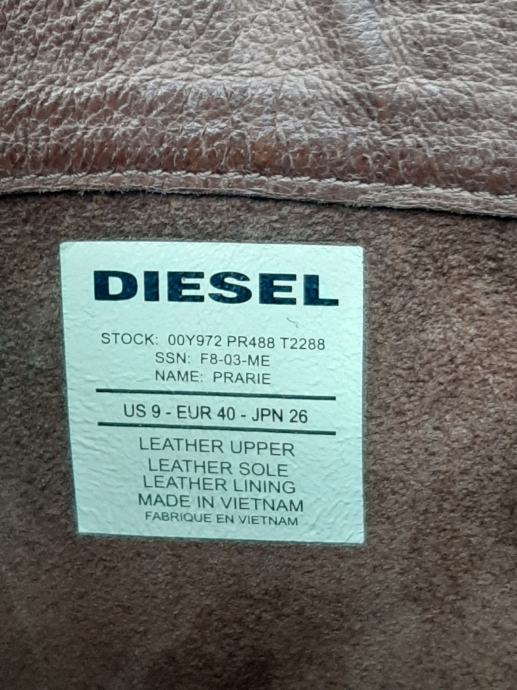 DIESEL
STOCK: 00Y972 PR488 T2288
SSN: F8-03-ME
NAME: PRARIE
US 9 - EUR 40 - JPN 26
LEATHER UPPER
LEATHER SOLE
LEATHER LINING
MADE IN VIETNAM
FABRIQUE EN VIETNAM